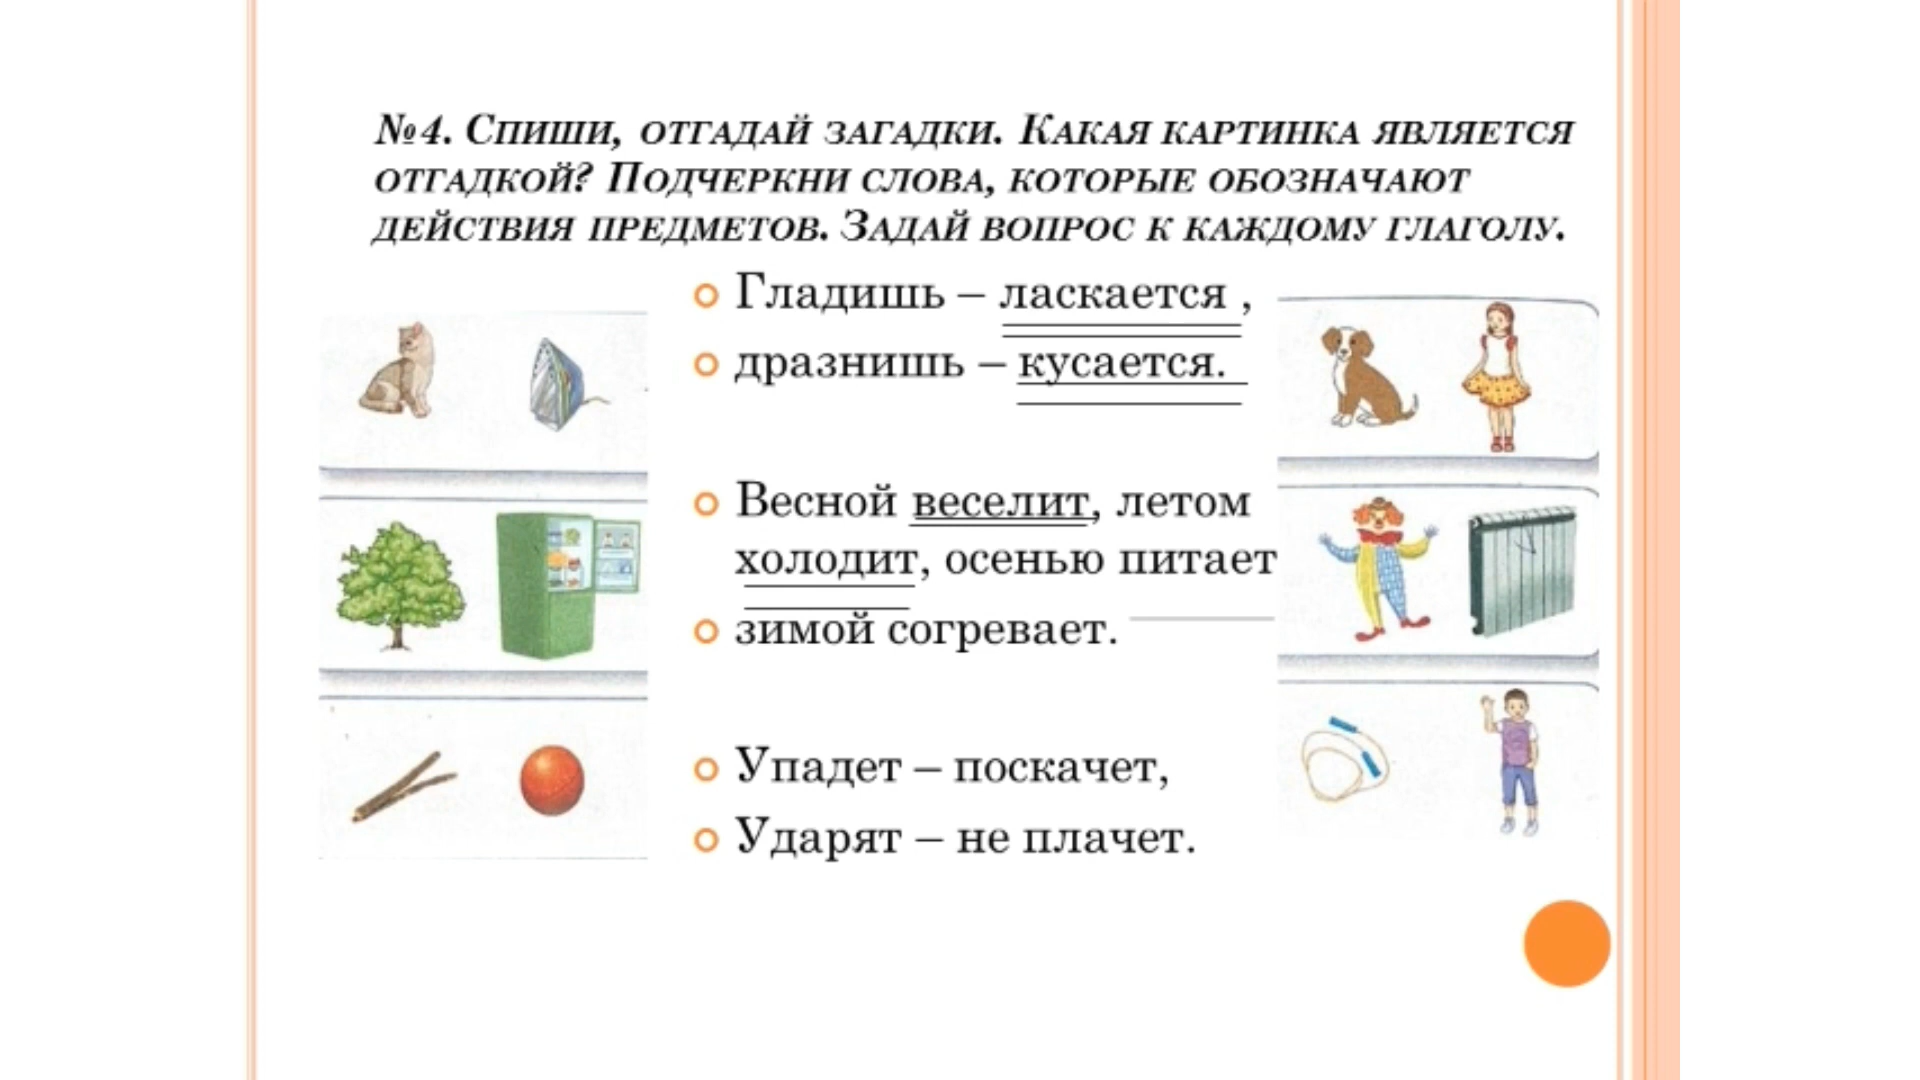 №4. Спиши, отгадай загадки. Какая картинка является
отгадкой? Подчеркни слова, которые обозначают
действия предметов. Задай вопрос к каждому глаголу.
Гладишь – ласкается ,
дразнишь – кусается.
Весной веселит, летом
холодит, осенью питает
зимой согревает.
Упадет – поскачет,
Ударят – не плачет.